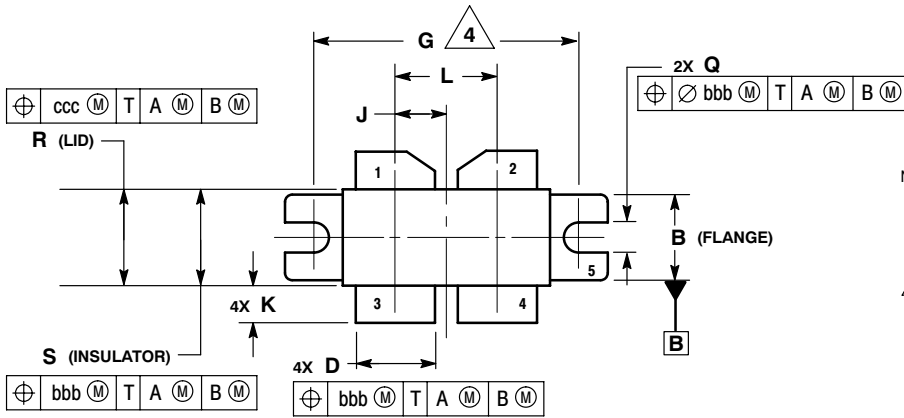 G 4
L
2X Q
⌖ ∅ bbb Ⓜ T A Ⓜ B Ⓜ
⌖ ccc Ⓜ T A Ⓜ B Ⓜ
J
R (LID)
1 2
B (FLANGE)
5
4X K
3 4
S (INSULATOR)
4X D
B
⌖ bbb Ⓜ T A Ⓜ B Ⓜ
⌖ bbb Ⓜ T A Ⓜ B Ⓜ